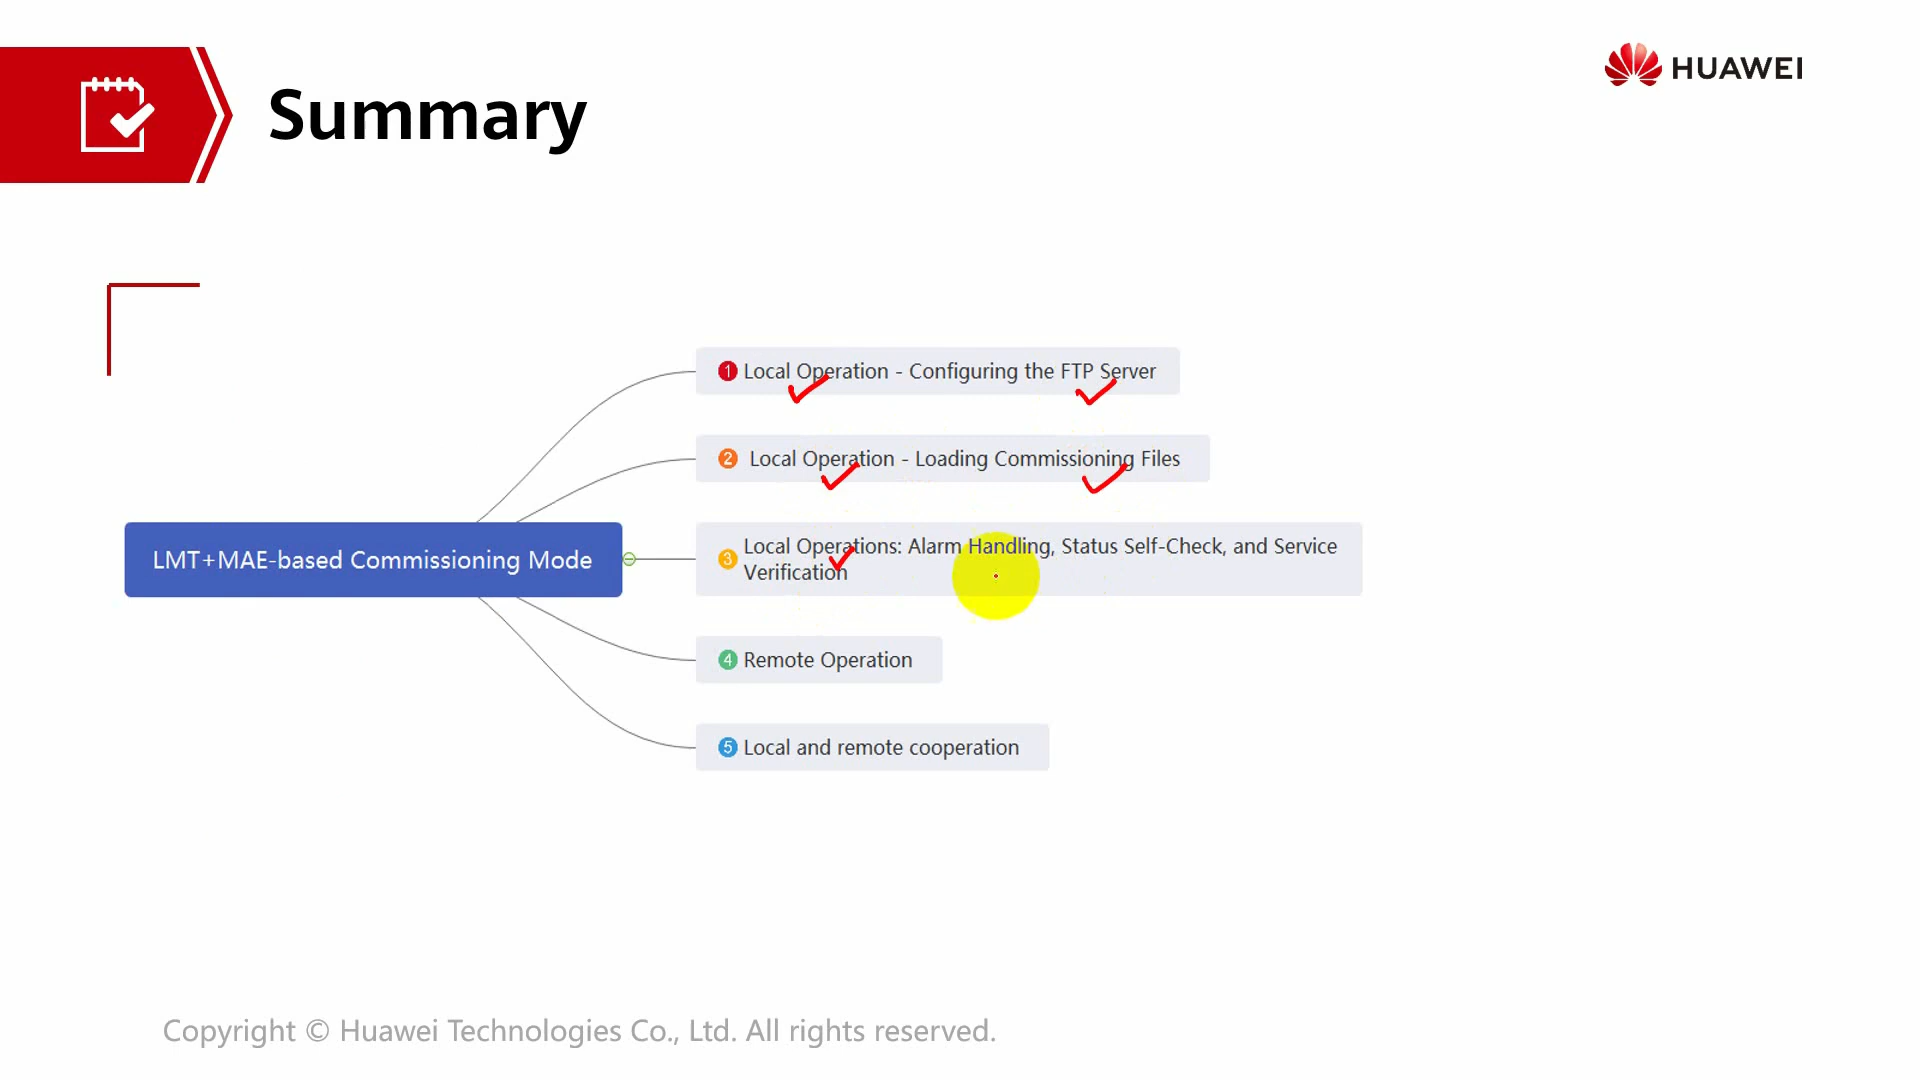 HUAWEI
Summary
1 Local Operation - Configuring the FTP Server
2 Local Operation - Loading Commissioning Files
LMT+MAE-based Commissioning Mode
3 Local Operations: Alarm Handling, Status Self-Check, and Service
Verification
4 Remote Operation
5 Local and remote cooperation
Copyright © Huawei Technologies Co., Ltd. All rights reserved.